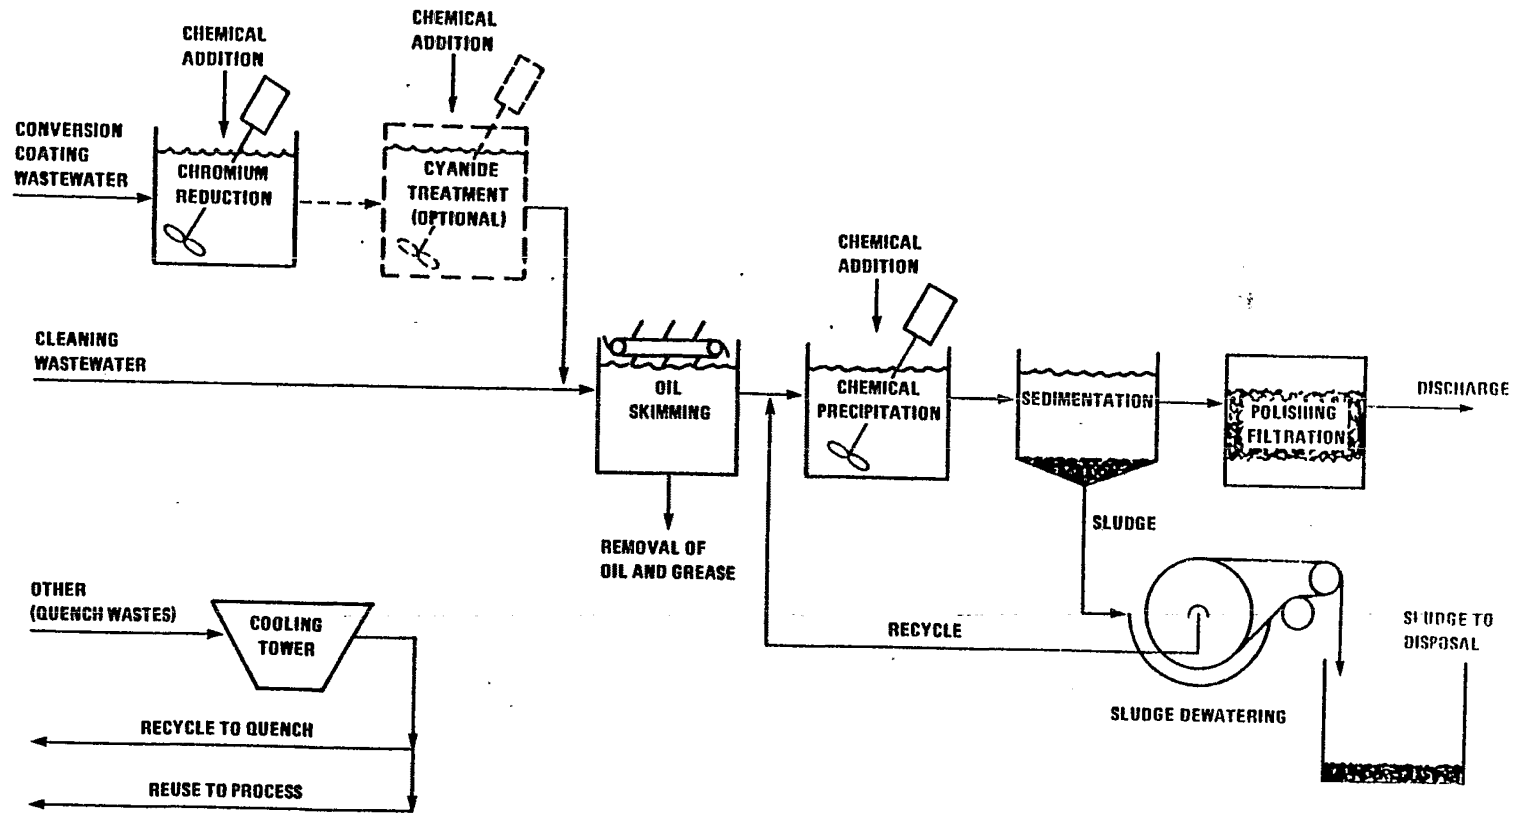 CHEMICAL
ADDITION
CHEMICAL
ADDITION
CONVERSION
COATING
WASTEWATER
CHROMIUM
REDUCTION
CYANIDE
TREATMENT
(OPTIONAL)
CHEMICAL
ADDITION
CLEANING
WASTEWATER
OIL
SKIMMING
CHEMICAL
PRECIPITATION
SEDIMENTATION
POLISHING
FILTRATION
DISCHARGE
REMOVAL OF
OIL AND GREASE
SLUDGE
OTHER
(QUENCH WASTES)
COOLING
TOWER
RECYCLE
SLUDGE TO
DISPOSAL
SLUDGE DEWATERING
RECYCLE TO QUENCH
REUSE TO PROCESS